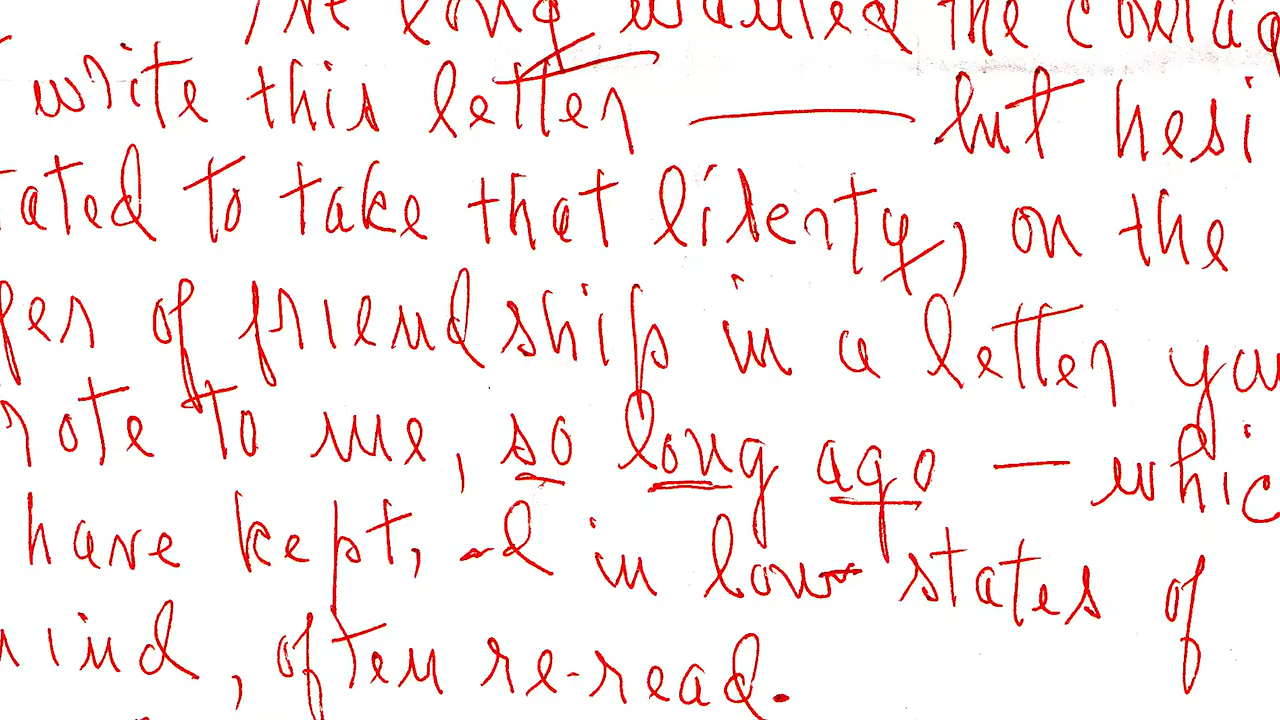 I've long wanted the courag
write this letter — but hesi
tated to take that liberty, on the
fer of friendship in a letter you
rote to me, so long ago — whic
have kept, & in low states of
mind, often re-read.